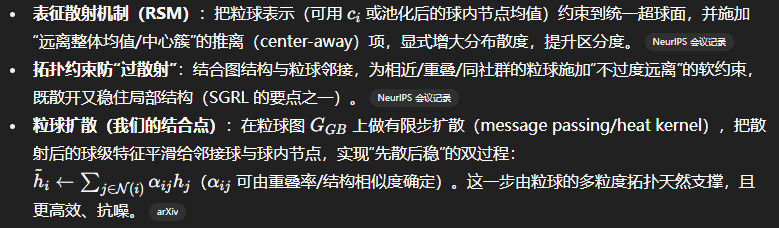 • 表征散射机制（RSM）：把粒球表示（可用 c_i 或池化后的球内节点均值）约束到统一超球面，并施加
“远离整体均值/中心簇”的推离（center-away）项，显式增大分布散度，提升区分度。 NeurIPS 会议记录
• 拓扑约束防“过散射”：结合图结构与粒球邻接，为相近/重叠/同社群的粒球施加“不过度远离”的软约束，
既散开又稳住局部结构（SGRL 的要点之一）。 NeurIPS 会议记录
• 粒球扩散（我们的结合点）：在粒球图 G_{GB} 上做有限步扩散（message passing/heat kernel），把散
射后的球级特征平滑给邻接球与球内节点，实现“先散后稳”的双过程：
h̃_i ← ∑_{j∈𝒩(i)} α_{ij} h_j（α_{ij} 可由重叠率/结构相似度确定）。这一步由粒球的多粒度拓扑天然支撑，且
更高效、抗噪。 arXiv